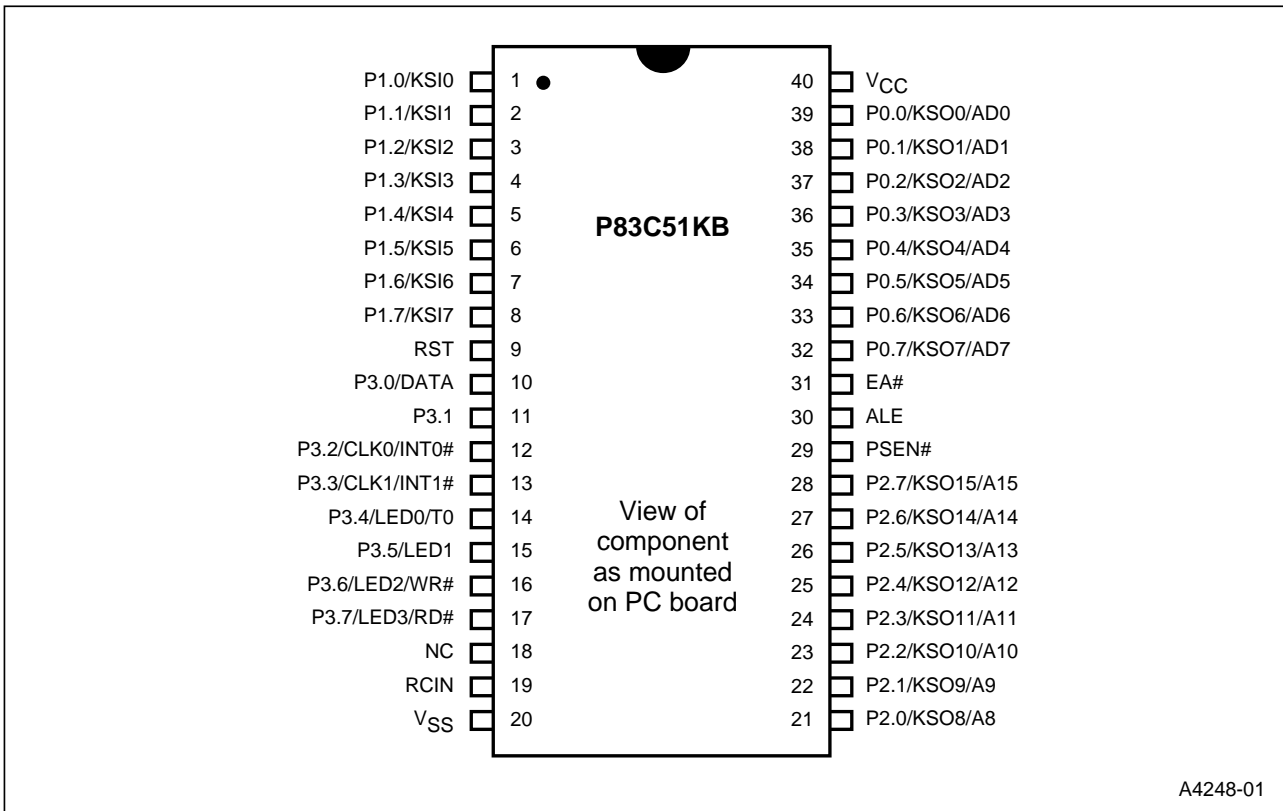 P1.0/KSI0 1 40 VCC
P1.1/KSI1 2 39 P0.0/KSO0/AD0
P1.2/KSI2 3 38 P0.1/KSO1/AD1
P1.3/KSI3 4 37 P0.2/KSO2/AD2
P1.4/KSI4 5 36 P0.3/KSO3/AD3
P83C51KB
P1.5/KSI5 6 35 P0.4/KSO4/AD4
P1.6/KSI6 7 34 P0.5/KSO5/AD5
P1.7/KSI7 8 33 P0.6/KSO6/AD6
RST 9 32 P0.7/KSO7/AD7
P3.0/DATA 10 31 EA#
P3.1 11 30 ALE
P3.2/CLK0/INT0# 12 29 PSEN#
P3.3/CLK1/INT1# 13 28 P2.7/KSO15/A15
P3.4/LED0/T0 14 27 P2.6/KSO14/A14
P3.5/LED1 15 26 P2.5/KSO13/A13
P3.6/LED2/WR# 16 25 P2.4/KSO12/A12
P3.7/LED3/RD# 17 24 P2.3/KSO11/A11
NC 18 23 P2.2/KSO10/A10
RCIN 19 22 P2.1/KSO9/A9
VSS 20 21 P2.0/KSO8/A8
View of
component
as mounted
on PC board
A4248-01